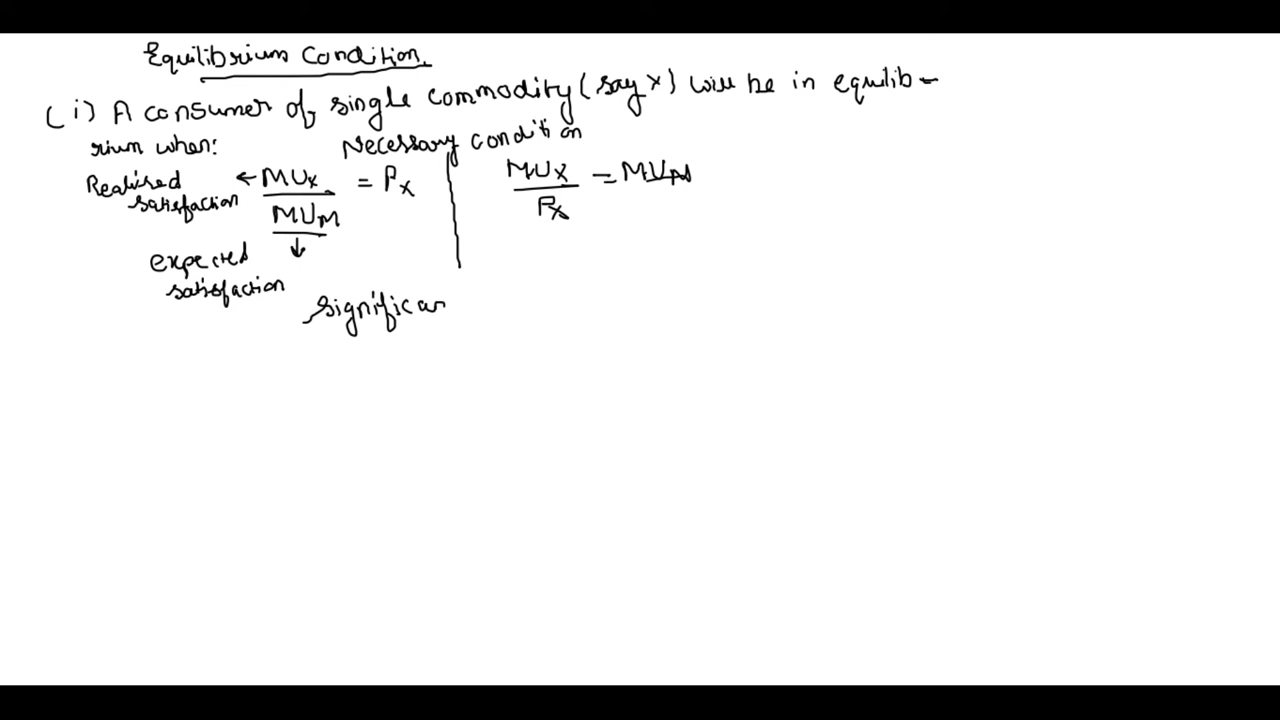 Equilibrium Condition.
(i) A consumer of single commodity (say x) will be in equilib-
rium when:
Necessary condition
Realised satisfaction ← MUx / MUM = Px
MUx / Px = MUM
↓
expected
satisfaction
significan